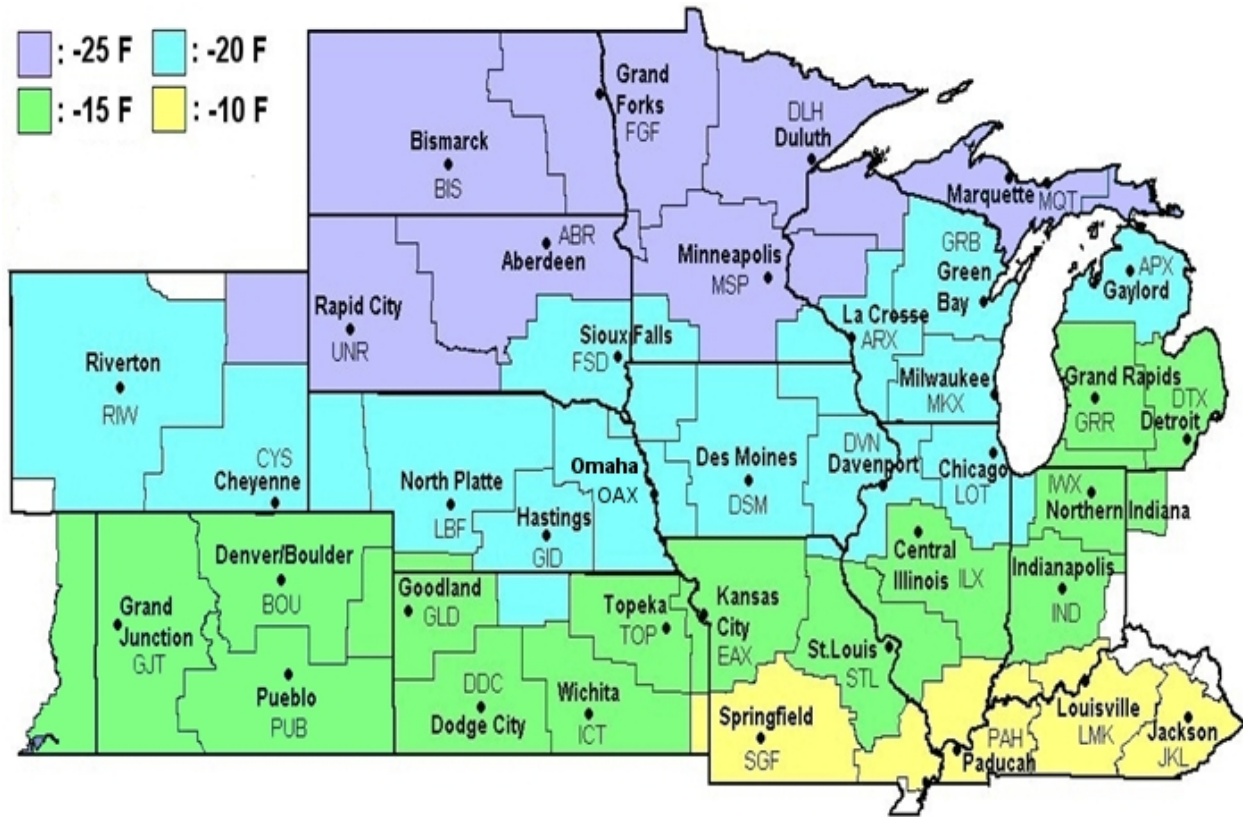 : -25 F : -20 F
: -15 F : -10 F
Grand
Forks
FGF
DLH
Duluth
Bismarck
BIS
Marquette
MQT
ABR
Aberdeen
Minneapolis
MSP
GRB
Green
Bay
APX
Gaylord
Rapid City
UNR
La Crosse
ARX
Sioux Falls
FSD
Riverton
RIW
Milwaukee
MKX
Grand Rapids
GRR
DTX
Detroit
CYS
Cheyenne
North Platte
LBF
Omaha
OAX
Des Moines
DSM
DVN
Davenport
Chicago
LOT
IWX
Northern Indiana
Hastings
GID
Denver/Boulder
BOU
Central
Illinois
ILX
Indianapolis
IND
Grand
Junction
GJT
Goodland
GLD
Topeka
TOP
Kansas
City
EAX
St.Louis
STL
Pueblo
PUB
DDC
Dodge City
Wichita
ICT
Springfield
SGF
PAH
Paducah
Louisville
LMK
Jackson
JKL